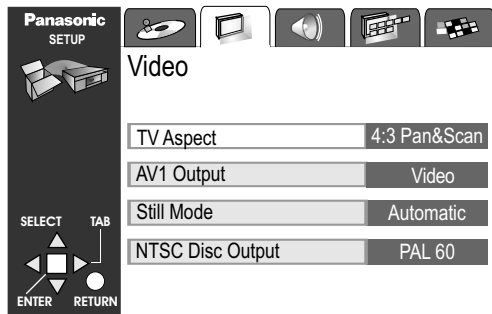 Panasonic
SETUP
Video
TV Aspect 4:3 Pan&Scan
AV1 Output Video
Still Mode Automatic
NTSC Disc Output PAL 60
SELECT TAB
ENTER RETURN